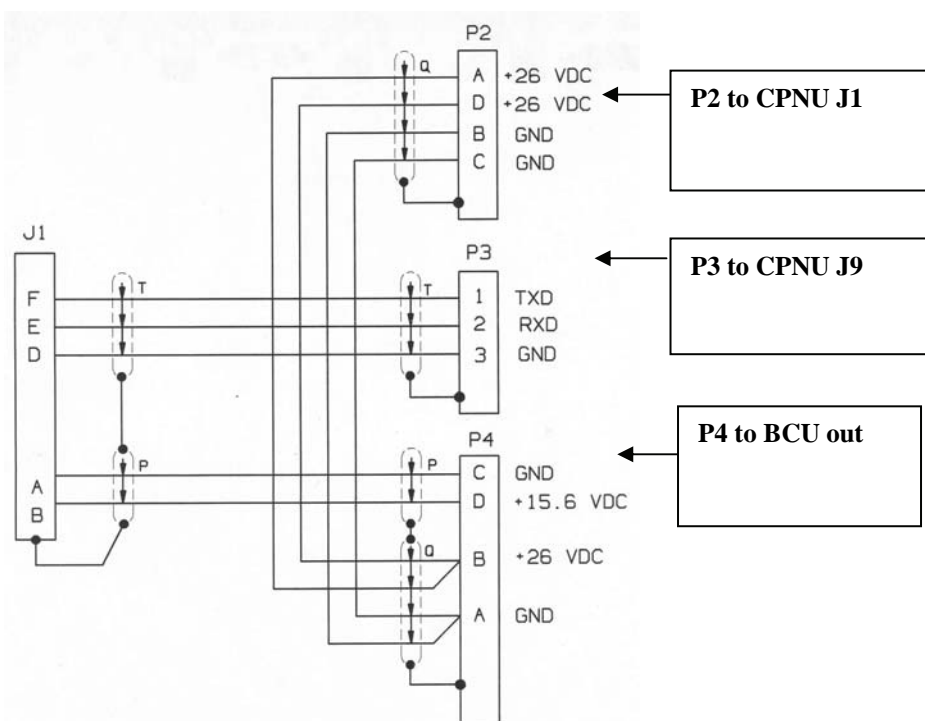 P2
Q
A +26 VDC
D +26 VDC
B GND
C GND
P2 to CPNU J1
J1
P3
P3 to CPNU J9
T
T
F
1 TXD
E
2 RXD
D
3 GND
P4
P4 to BCU out
P
P
C GND
A
D +15.6 VDC
B
Q
B +26 VDC
A GND